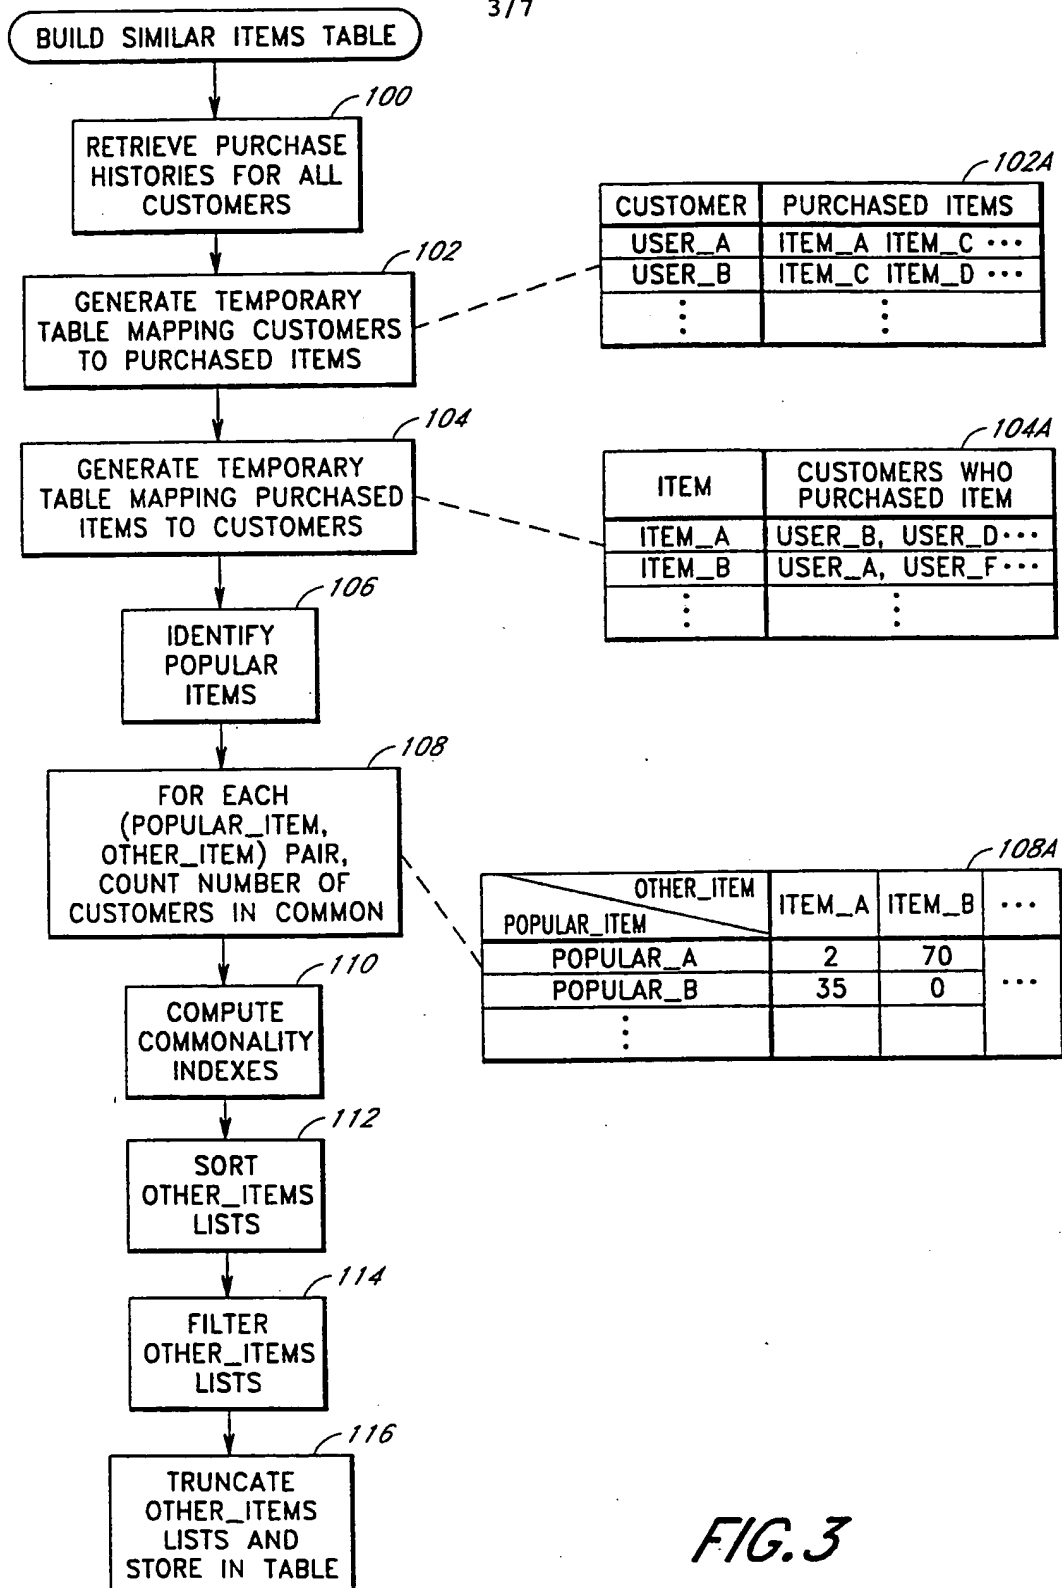 3/7
BUILD SIMILAR ITEMS TABLE
100
RETRIEVE PURCHASE
HISTORIES FOR ALL
CUSTOMERS
102
GENERATE TEMPORARY
TABLE MAPPING CUSTOMERS
TO PURCHASED ITEMS
102A
CUSTOMER PURCHASED ITEMS
USER_A ITEM_A ITEM_C •••
USER_B ITEM_C ITEM_D •••
104
GENERATE TEMPORARY
TABLE MAPPING PURCHASED
ITEMS TO CUSTOMERS
104A
ITEM CUSTOMERS WHO
PURCHASED ITEM
ITEM_A USER_B, USER_D•••
ITEM_B USER_A, USER_F•••
106
IDENTIFY
POPULAR
ITEMS
108
FOR EACH
(POPULAR_ITEM,
OTHER_ITEM) PAIR,
COUNT NUMBER OF
CUSTOMERS IN COMMON
108A
OTHER_ITEM
POPULAR_ITEM
ITEM_A ITEM_B •••
POPULAR_A 2 70
POPULAR_B 35 0 •••
110
COMPUTE
COMMONALITY
INDEXES
112
SORT
OTHER_ITEMS
LISTS
114
FILTER
OTHER_ITEMS
LISTS
116
TRUNCATE
OTHER_ITEMS
LISTS AND
STORE IN TABLE
FIG. 3